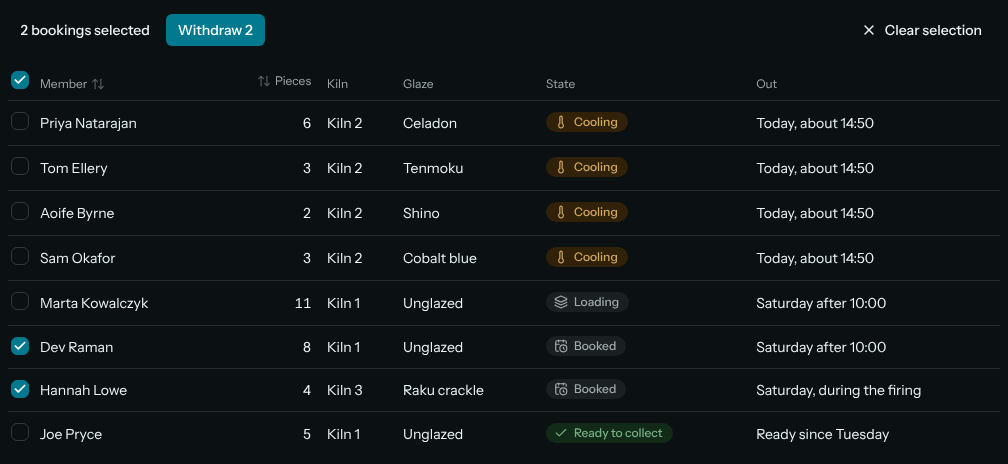 2 bookings selected Withdraw 2 Clear selection
Member Pieces Kiln Glaze State Out
Priya Natarajan 6 Kiln 2 Celadon Cooling Today, about 14:50
Tom Ellery 3 Kiln 2 Tenmoku Cooling Today, about 14:50
Aoife Byrne 2 Kiln 2 Shino Cooling Today, about 14:50
Sam Okafor 3 Kiln 2 Cobalt blue Cooling Today, about 14:50
Marta Kowalczyk 11 Kiln 1 Unglazed Loading Saturday after 10:00
Dev Raman 8 Kiln 1 Unglazed Booked Saturday after 10:00
Hannah Lowe 4 Kiln 3 Raku crackle Booked Saturday, during the firing
Joe Pryce 5 Kiln 1 Unglazed Ready to collect Ready since Tuesday